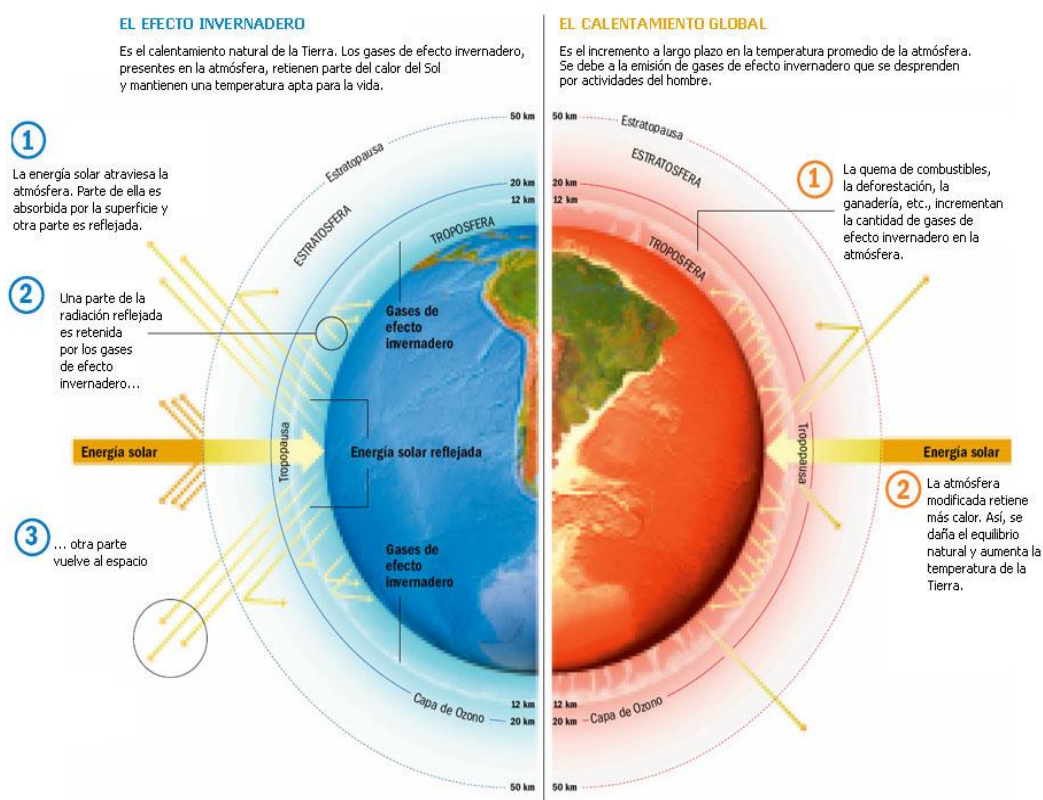 EL EFECTO INVERNADERO
Es el calentamiento natural de la Tierra. Los gases de efecto invernadero,
presentes en la atmósfera, retienen parte del calor del Sol
y mantienen una temperatura apta para la vida.
1
La energía solar atraviesa la
atmósfera. Parte de ella es
absorbida por la superficie y
otra parte es reflejada.
2
Una parte de la
radiación reflejada
es retenida
por los gases
de efecto
invernadero...
Energía solar
3
... otra parte
vuelve al espacio
50 km
Estratopausa
20 km
12 km
ESTRATOSFERA
TROPOSFERA
Gases de
efecto
invernadero
Tropopausa
Energía solar reflejada
Gases de
efecto
invernadero
Capa de Ozono
12 km
20 km
50 km
EL CALENTAMIENTO GLOBAL
Es el incremento a largo plazo en la temperatura promedio de la atmósfera.
Se debe a la emisión de gases de efecto invernadero que se desprenden
por actividades del hombre.
50 km
Estratopausa
ESTRATOSFERA
20 km
12 km
TROPOSFERA
1
La quema de combustibles,
la deforestación, la
ganadería, etc., incrementan
la cantidad de gases de
efecto invernadero en la
atmósfera.
Tropopausa
Energía solar
2
La atmósfera
modificada retiene
más calor. Así, se
daña el equilibrio
natural y aumenta la
temperatura de la
Tierra.
12 km
20 km
Capa de Ozono
50 km